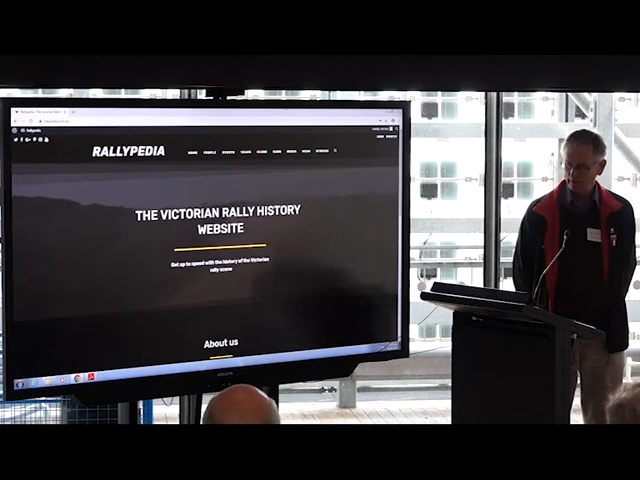 RALLYPEDIA
HOME PEOPLE EVENTS YEARS CLUBS CARS MEDIA NEWS STORIES
THE VICTORIAN RALLY HISTORY
WEBSITE
Get up to speed with the history of the Victorian
rally scene
About us